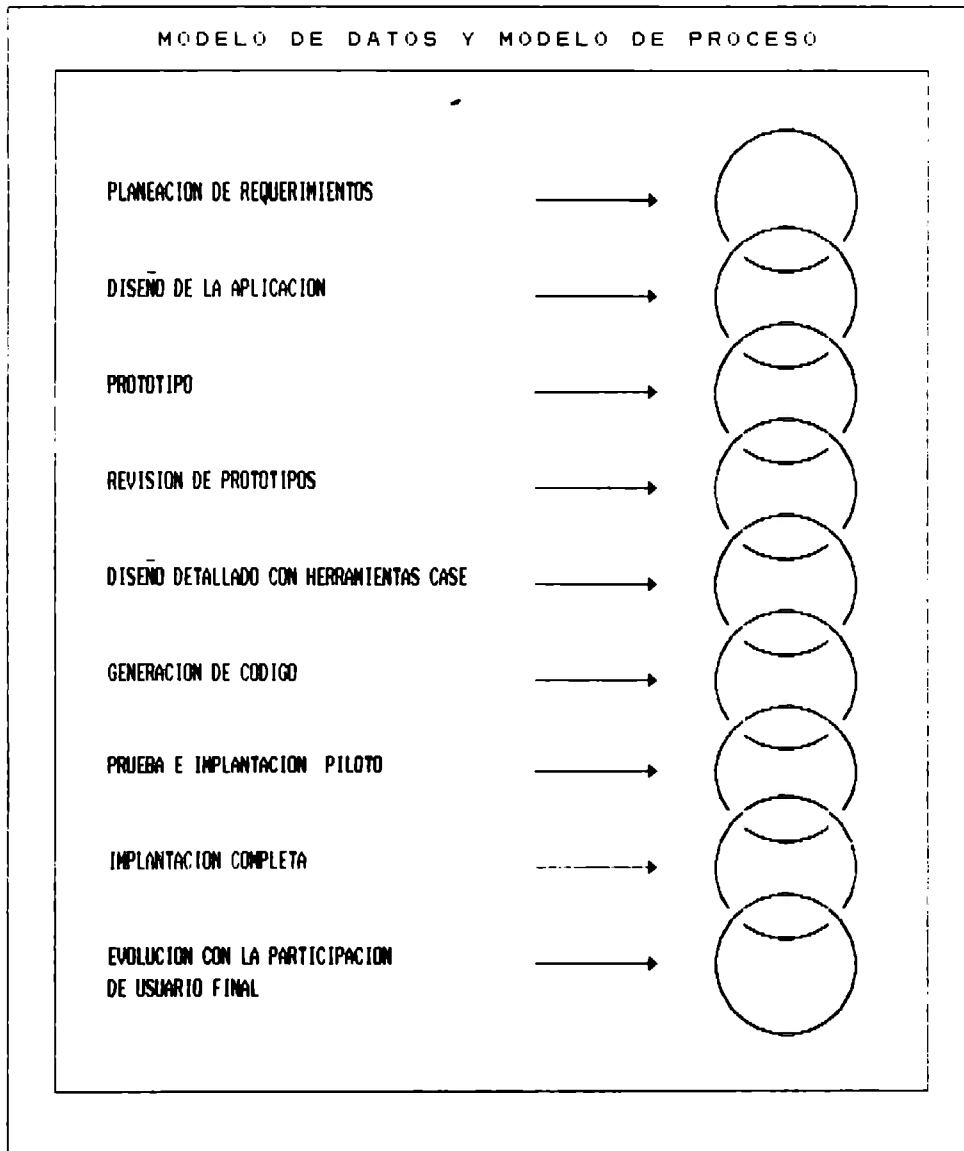 MODELO DE DATOS Y MODELO DE PROCESO
PLANEACION DE REQUERIMIENTOS
DISEÑO DE LA APLICACION
PROTOTIPO
REVISION DE PROTOTIPOS
DISEÑO DETALLADO CON HERRAMIENTAS CASE
GENERACION DE CODIGO
PRUEBA E IMPLANTACION PILOTO
IMPLANTACION COMPLETA
EVOLUCION CON LA PARTICIPACION
DE USUARIO FINAL